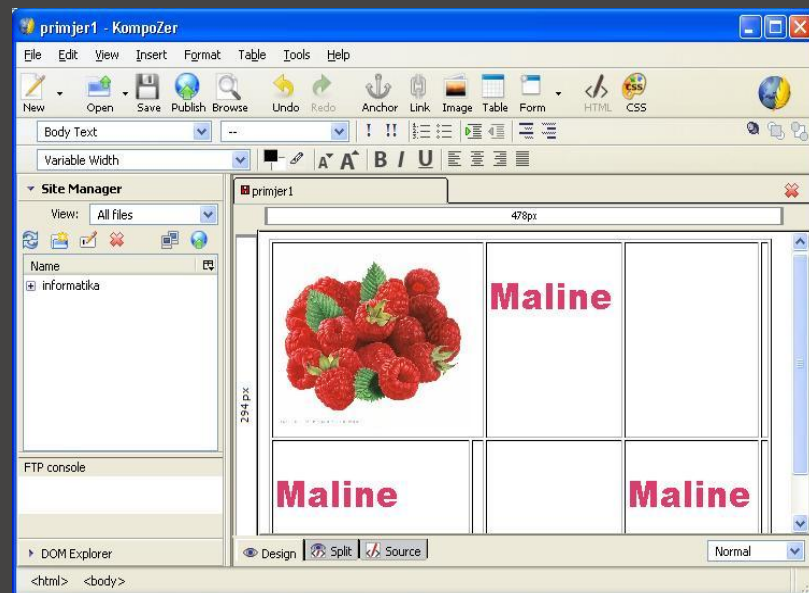 primjer1 - KompoZer
File Edit View Insert Format Table Tools Help
New Open Save Publish Browse Undo Redo Anchor Link Image Table Form HTML CSS
Body Text --
Variable Width
Site Manager
View: All files
Name
informatika
FTP console
DOM Explorer
primjer1
478px
294 px
Maline
Maline Maline
Design Split Source Normal
<html> <body>